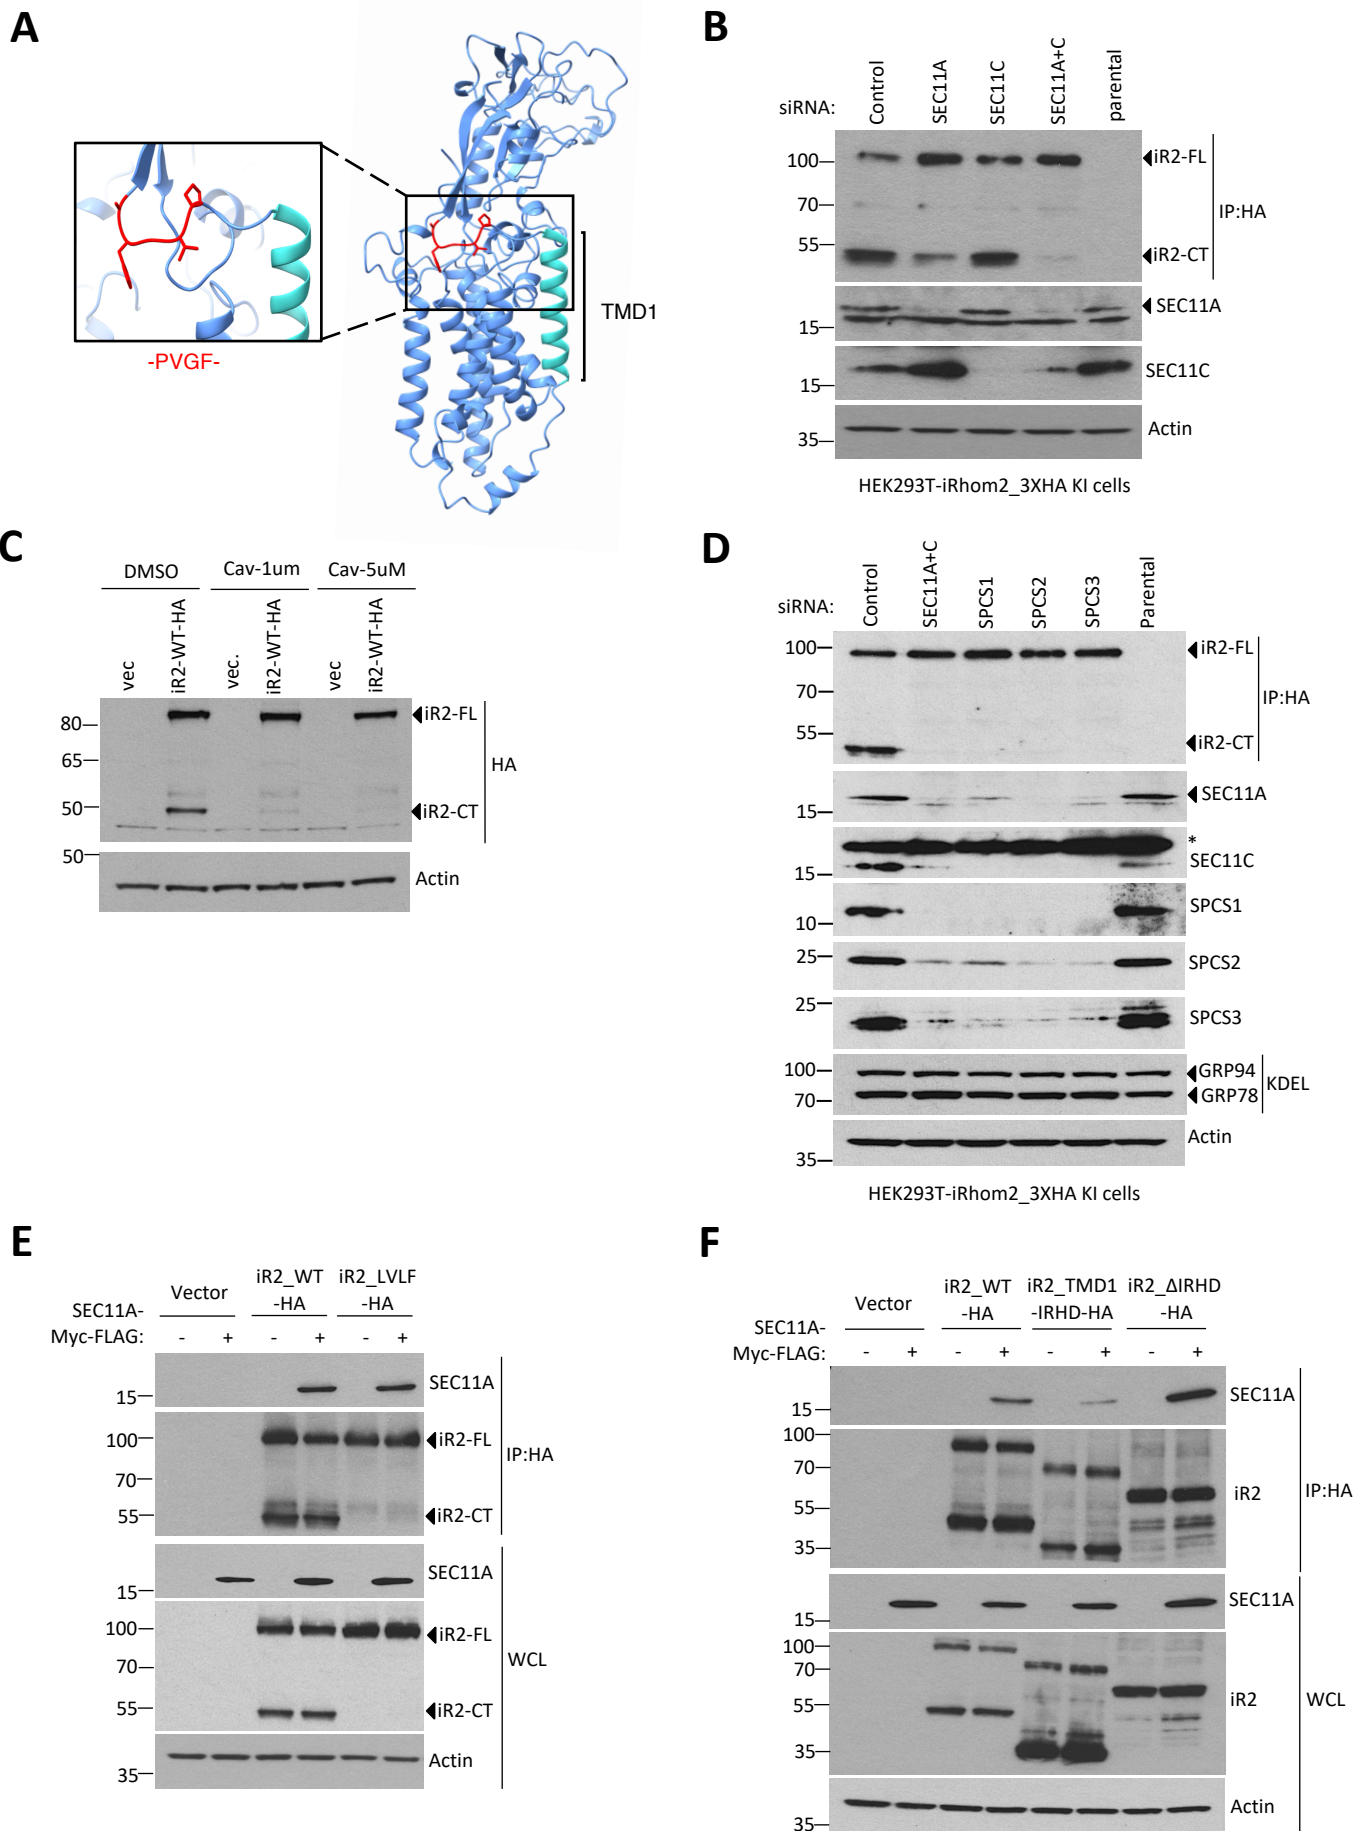 A
-PVGF-
TMD1
B
siRNA:
Control
SEC11A
SEC11C
SEC11A+C
parental
100
70
55
iR2-FL
iR2-CT
IP:HA
SEC11A
15
SEC11C
15
Actin
35
HEK293T-iRhom2_3XHA KI cells
C
DMSO
Cav-1um
Cav-5uM
vec
iR2-WT-HA
vec.
iR2-WT-HA
vec
iR2-WT-HA
80
65
50
iR2-FL
iR2-CT
HA
50
Actin
D
siRNA:
Control
SEC11A+C
SPCS1
SPCS2
SPCS3
Parental
100
70
55
iR2-FL
iR2-CT
IP:HA
SEC11A
15
*
SEC11C
15
SPCS1
10
25
SPCS2
25
SPCS3
100
70
GRP94
GRP78
KDEL
Actin
35
HEK293T-iRhom2_3XHA KI cells
E
Vector
iR2_WT
-HA
iR2_LVLF
-HA
SEC11A-
Myc-FLAG:
- + - + - +
SEC11A
15
100
70
55
iR2-FL
iR2-CT
IP:HA
SEC11A
15
100
70
55
iR2-FL
iR2-CT
WCL
Actin
35
F
Vector
iR2_WT
-HA
iR2_TMD1
-IRHD-HA
iR2_ΔIRHD
-HA
SEC11A-
Myc-FLAG:
- + - + - +
SEC11A
15
100
70
55
35
iR2
IP:HA
SEC11A
15
100
70
55
35
iR2
WCL
Actin
35